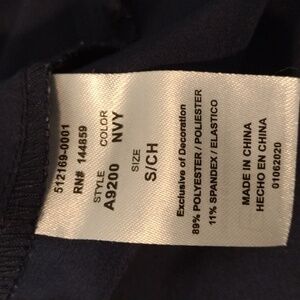 512169-0001
RN# 144859
STYLE COLOR
A9200 NVY
SIZE
S/CH
Exclusive of Decoration
89% POLYESTER / POLIESTER
11% SPANDEX / ELASTICO
MADE IN CHINA
HECHO EN CHINA
01062020